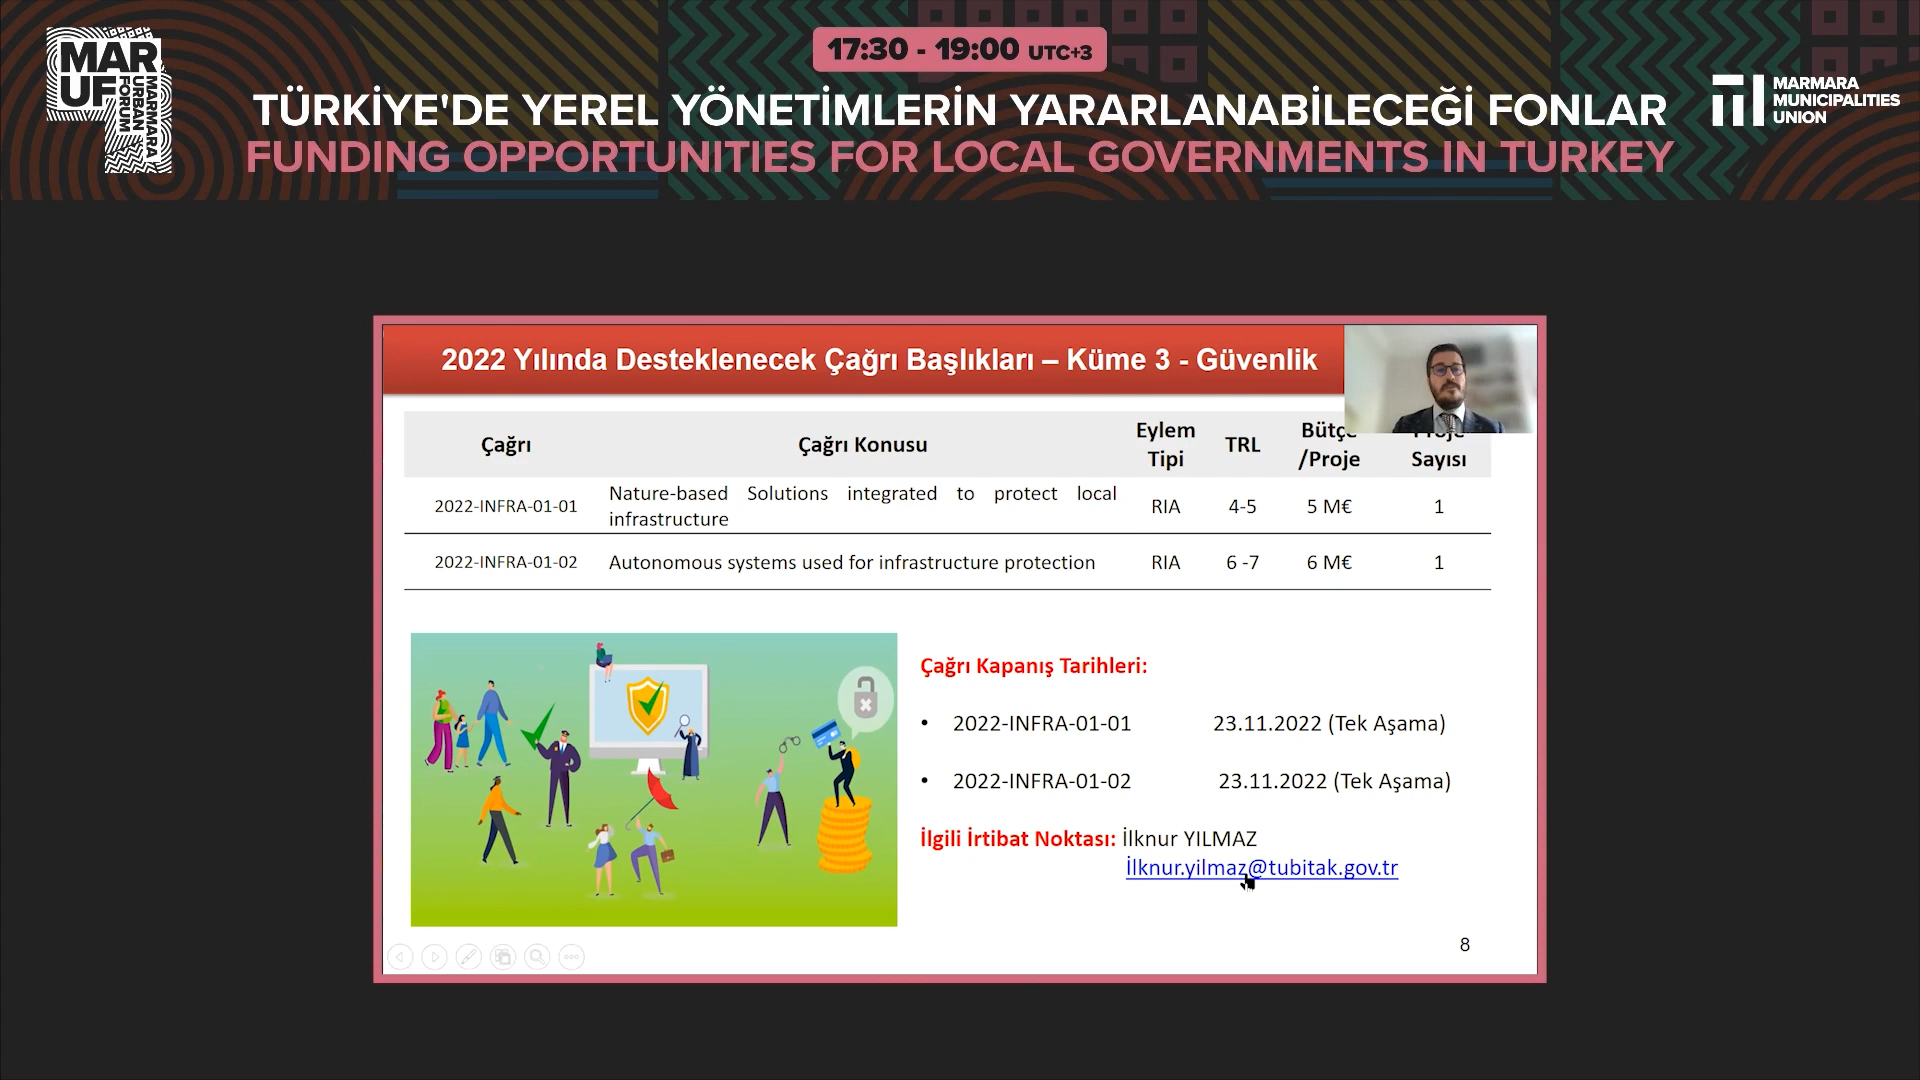 MAR
UF
MARMARA
URBAN
FORUM
17:30 - 19:00 UTC+3
TÜRKİYE'DE YEREL YÖNETİMLERİN YARARLANABİLECEĞİ FONLAR
FUNDING OPPORTUNITIES FOR LOCAL GOVERNMENTS IN TURKEY
MARMARA
MUNICIPALITIES
UNION
2022 Yılında Desteklenecek Çağrı Başlıkları – Küme 3 - Güvenlik
Çağrı Çağrı Konusu Eylem Tipi TRL Bütçe /Proje Proje Sayısı
2022-INFRA-01-01 Nature-based Solutions integrated to protect local infrastructure RIA 4-5 5 M€ 1
2022-INFRA-01-02 Autonomous systems used for infrastructure protection RIA 6 -7 6 M€ 1
Çağrı Kapanış Tarihleri:
• 2022-INFRA-01-01 23.11.2022 (Tek Aşama)
• 2022-INFRA-01-02 23.11.2022 (Tek Aşama)
İlgili İrtibat Noktası: İlknur YILMAZ
İlknur.yilmaz@tubitak.gov.tr
8